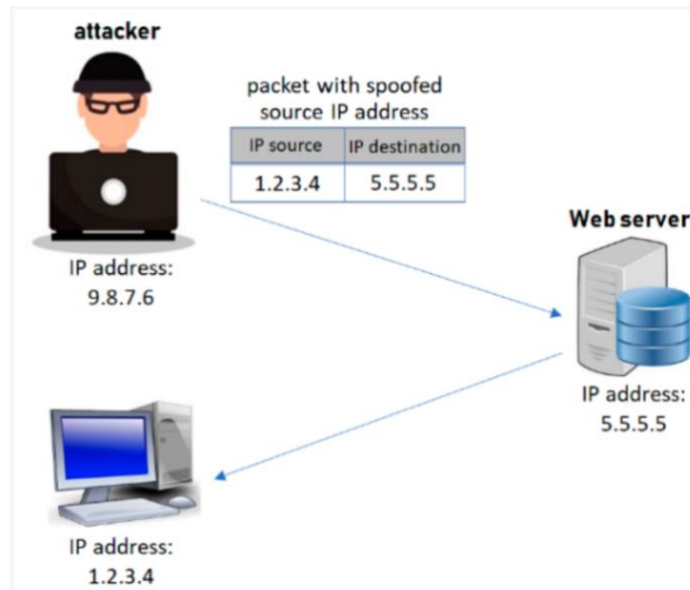 attacker
packet with spoofed
source IP address
IP source IP destination
1.2.3.4 5.5.5.5
IP address:
9.8.7.6
Web server
IP address:
5.5.5.5
IP address:
1.2.3.4